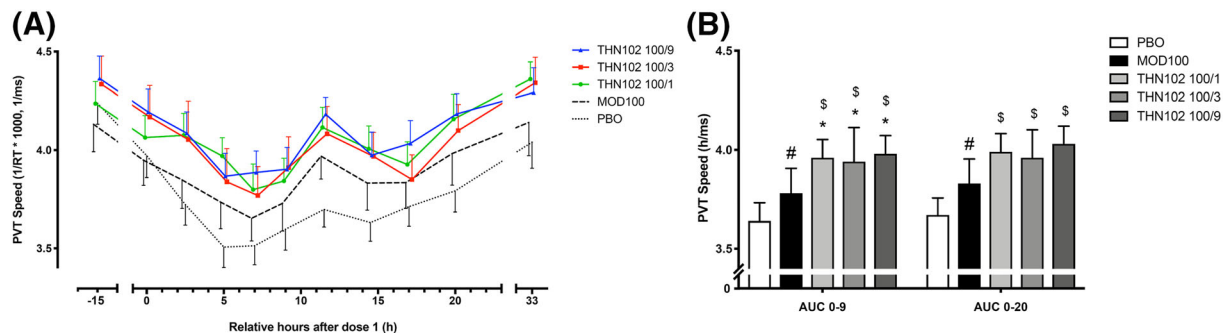 (A)
PVT Speed (1/RT * 1000, 1/ms)
4.5
4.0
3.5
-15
0
5
10
15
20
33
Relative hours after dose 1 (h)
THN102 100/9
THN102 100/3
THN102 100/1
MOD100
PBO
(B)
PVT Speed (h/ms)
4.5
4.0
3.5
0
#
$
*
$
*
$
*
#
$
$
$
AUC 0-9
AUC 0-20
PBO
MOD100
THN102 100/1
THN102 100/3
THN102 100/9